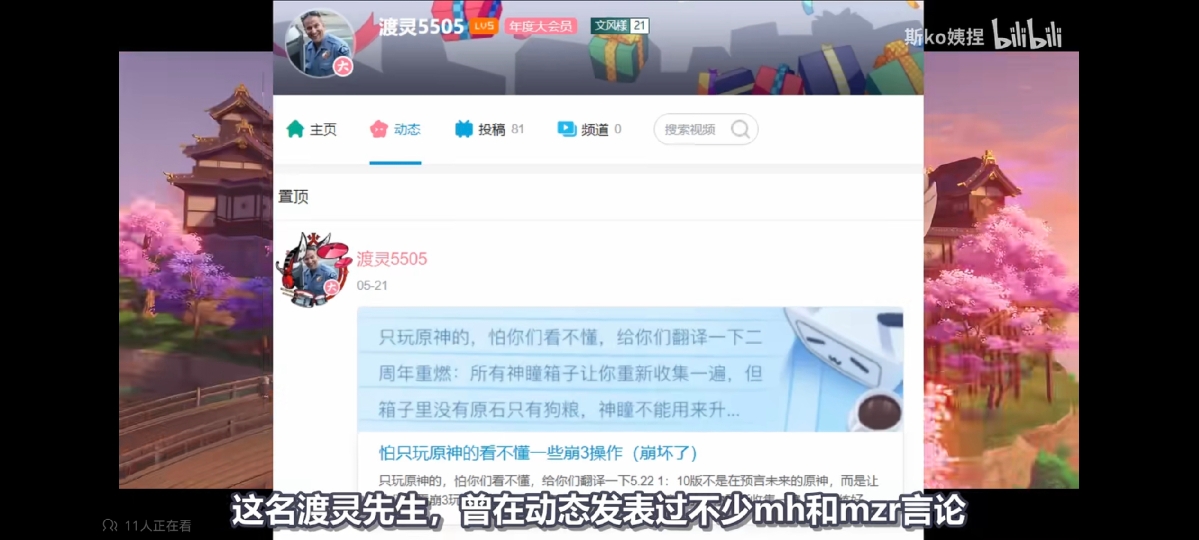 渡灵5505 LV5 年度大会员 文风様 21
斯ko姨捏 bilibili
主页 动态 投稿 81 频道 0 搜索视频
置顶
渡灵5505
05-21
只玩原神的，怕你们看不懂，给你们翻译一下二
周年重燃：所有神瞳箱子让你重新收集一遍，但
箱子里没有原石只有狗粮，神瞳不能用来升...
怕只玩原神的看不懂一些崩3操作（崩坏了）
只玩原神的，怕你们看不懂，给你们翻译一下5.22 1：10版不是在预言未来的原神，而是让
这名渡灵先生，曾在动态发表过不少mh和mzr言论
11人正在看